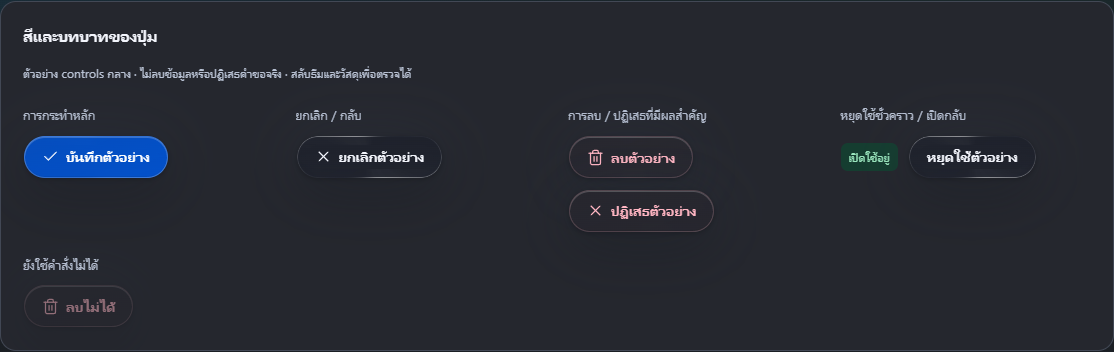 สีและบทบาทของปุ่ม
ตัวอย่าง controls กลาง · ไม่ลบข้อมูลหรือปฏิเสธคำขอจริง · สลับธีมและวัสดุเพื่อตรวจได้
การกระทำหลัก
บันทึกตัวอย่าง
ยกเลิก / กลับ
ยกเลิกตัวอย่าง
การลบ / ปฏิเสธที่มีผลสำคัญ
ลบตัวอย่าง
ปฏิเสธตัวอย่าง
หยุดใช้ชั่วคราว / เปิดกลับ
เปิดใช้อยู่ หยุดใช้ตัวอย่าง
ยังใช้คำสั่งไม่ได้
ลบไม่ได้